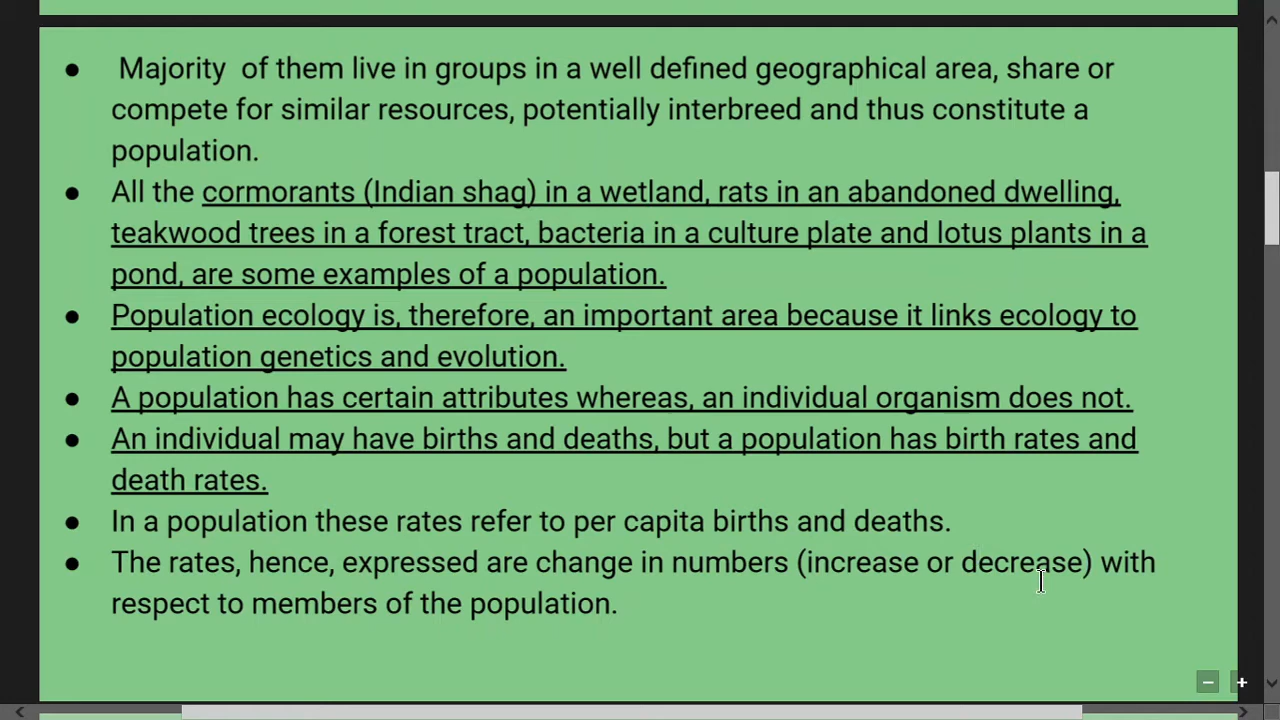 ● Majority of them live in groups in a well defined geographical area, share or
compete for similar resources, potentially interbreed and thus constitute a
population.
● All the cormorants (Indian shag) in a wetland, rats in an abandoned dwelling,
teakwood trees in a forest tract, bacteria in a culture plate and lotus plants in a
pond, are some examples of a population.
● Population ecology is, therefore, an important area because it links ecology to
population genetics and evolution.
● A population has certain attributes whereas, an individual organism does not.
● An individual may have births and deaths, but a population has birth rates and
death rates.
● In a population these rates refer to per capita births and deaths.
● The rates, hence, expressed are change in numbers (increase or decrease) with
respect to members of the population.